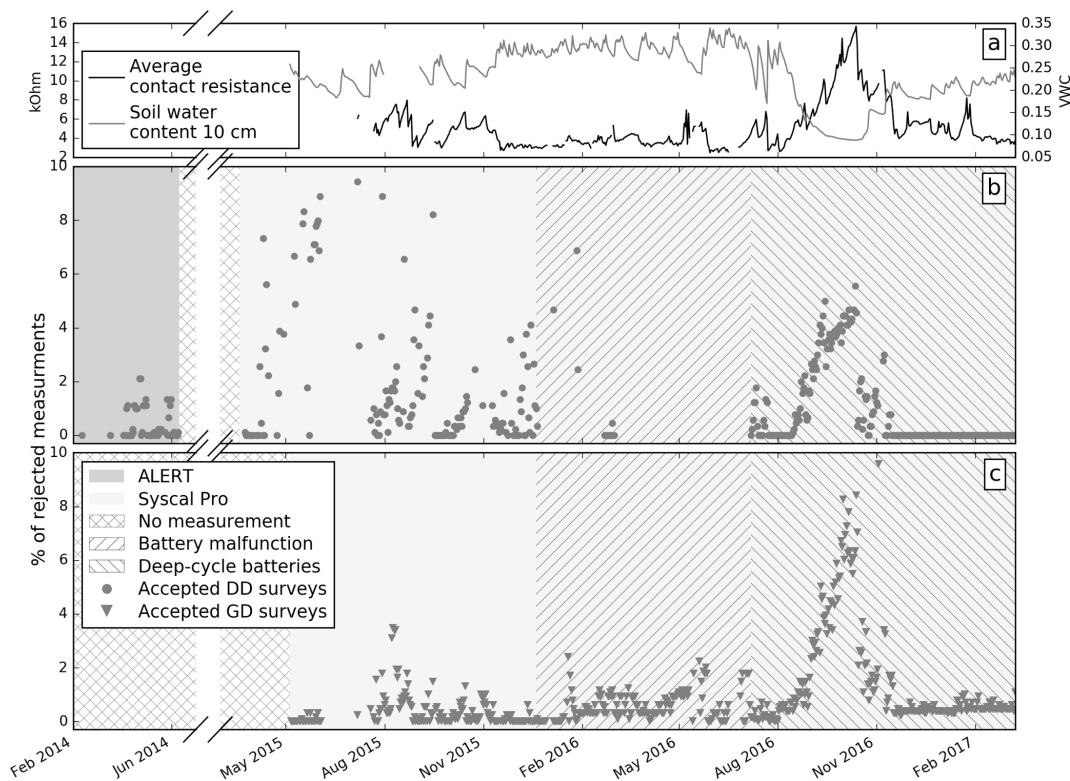 16
14
12
10
8
6
4
2
kOhm
Average
contact resistance
Soil water
content 10 cm
a
0.35
0.30
0.25
0.20
0.15
0.10
0.05
VWC
10
8
6
4
2
0
b
% of rejected measurments
10
8
6
4
2
0
c
ALERT
Syscal Pro
No measurement
Battery malfunction
Deep-cycle batteries
Accepted DD surveys
Accepted GD surveys
Feb 2014
Jun 2014
May 2015
Aug 2015
Nov 2015
Feb 2016
May 2016
Aug 2016
Nov 2016
Feb 2017